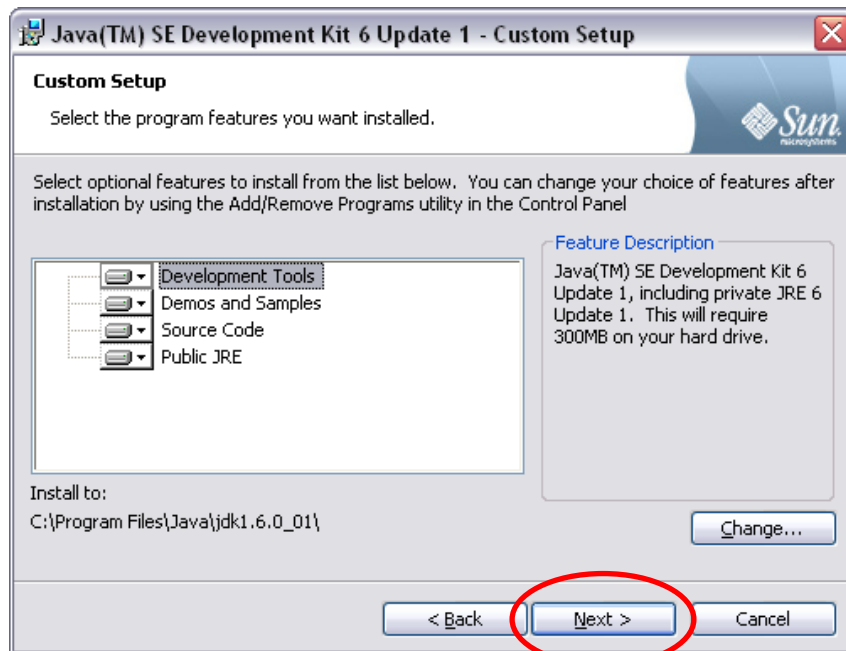 Java(TM) SE Development Kit 6 Update 1 - Custom Setup
Custom Setup
Select the program features you want installed.
Sun
microsystems
Select optional features to install from the list below. You can change your choice of features after
installation by using the Add/Remove Programs utility in the Control Panel
Development Tools
Demos and Samples
Source Code
Public JRE
Feature Description
Java(TM) SE Development Kit 6
Update 1, including private JRE 6
Update 1. This will require
300MB on your hard drive.
Install to:
C:\Program Files\Java\jdk1.6.0_01\
Change...
< Back
Next >
Cancel